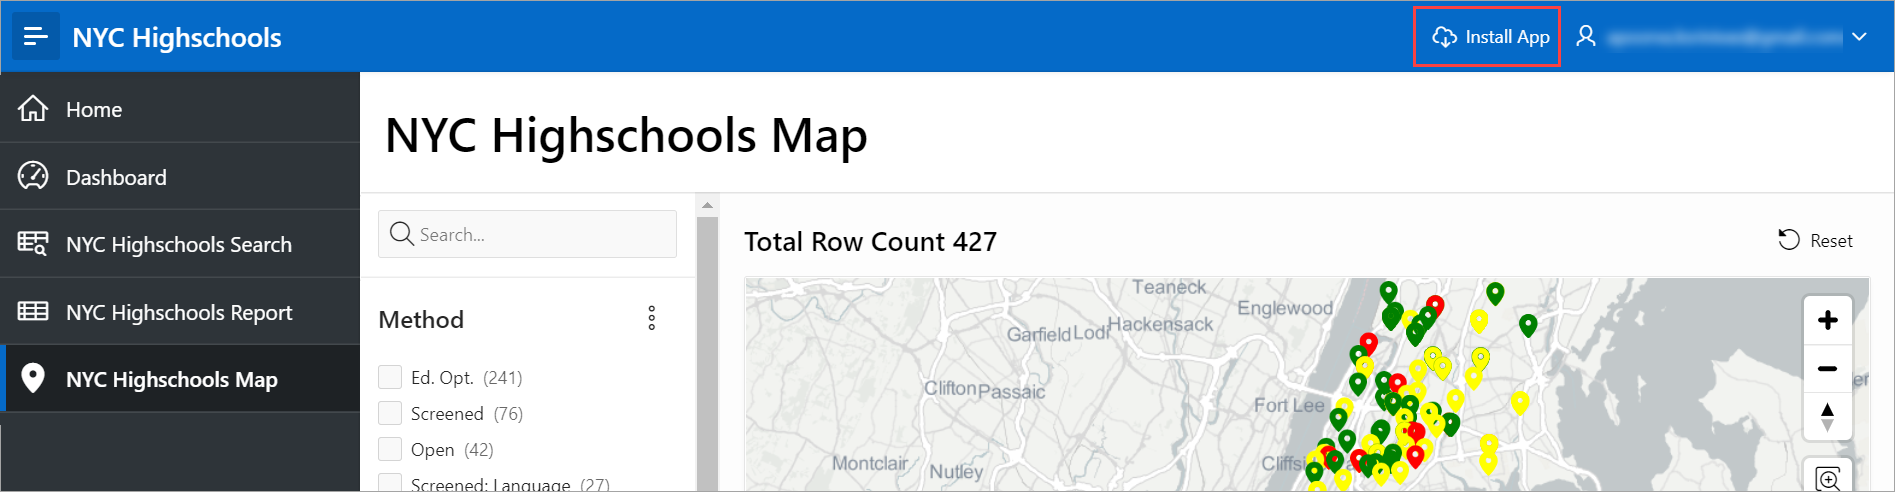 NYC Highschools
Install App
Home
Dashboard
NYC Highschools Search
NYC Highschools Report
NYC Highschools Map
NYC Highschools Map
Search...
Method
Ed. Opt. (241)
Screened (76)
Open (42)
Screened: Language (27)
Total Row Count 427
Reset
Teaneck
Englewood
Hackensack
Garfield Lodi
Clifton Passaic
Fort Lee
Montclair
Nutley